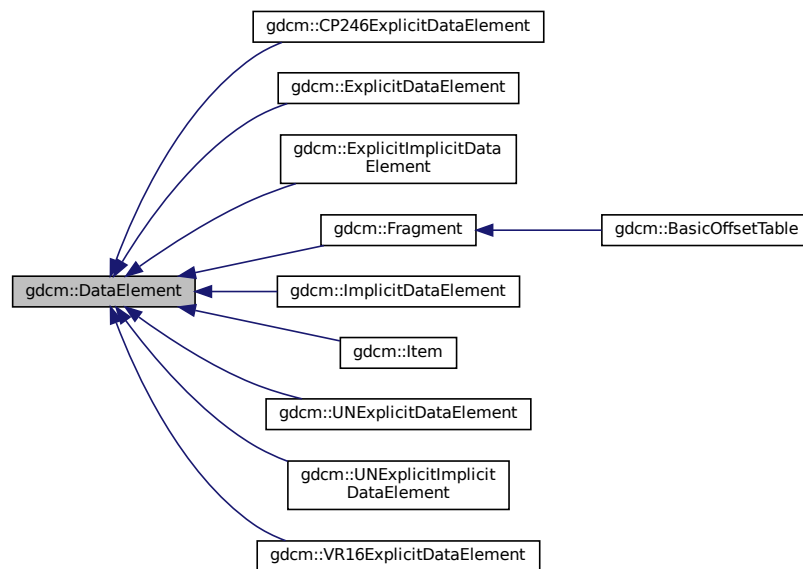 gdcm::CP246ExplicitDataElement
gdcm::ExplicitDataElement
gdcm::ExplicitImplicitData
Element
gdcm::Fragment
gdcm::BasicOffsetTable
gdcm::DataElement
gdcm::ImplicitDataElement
gdcm::Item
gdcm::UNExplicitDataElement
gdcm::UNExplicitImplicit
DataElement
gdcm::VR16ExplicitDataElement